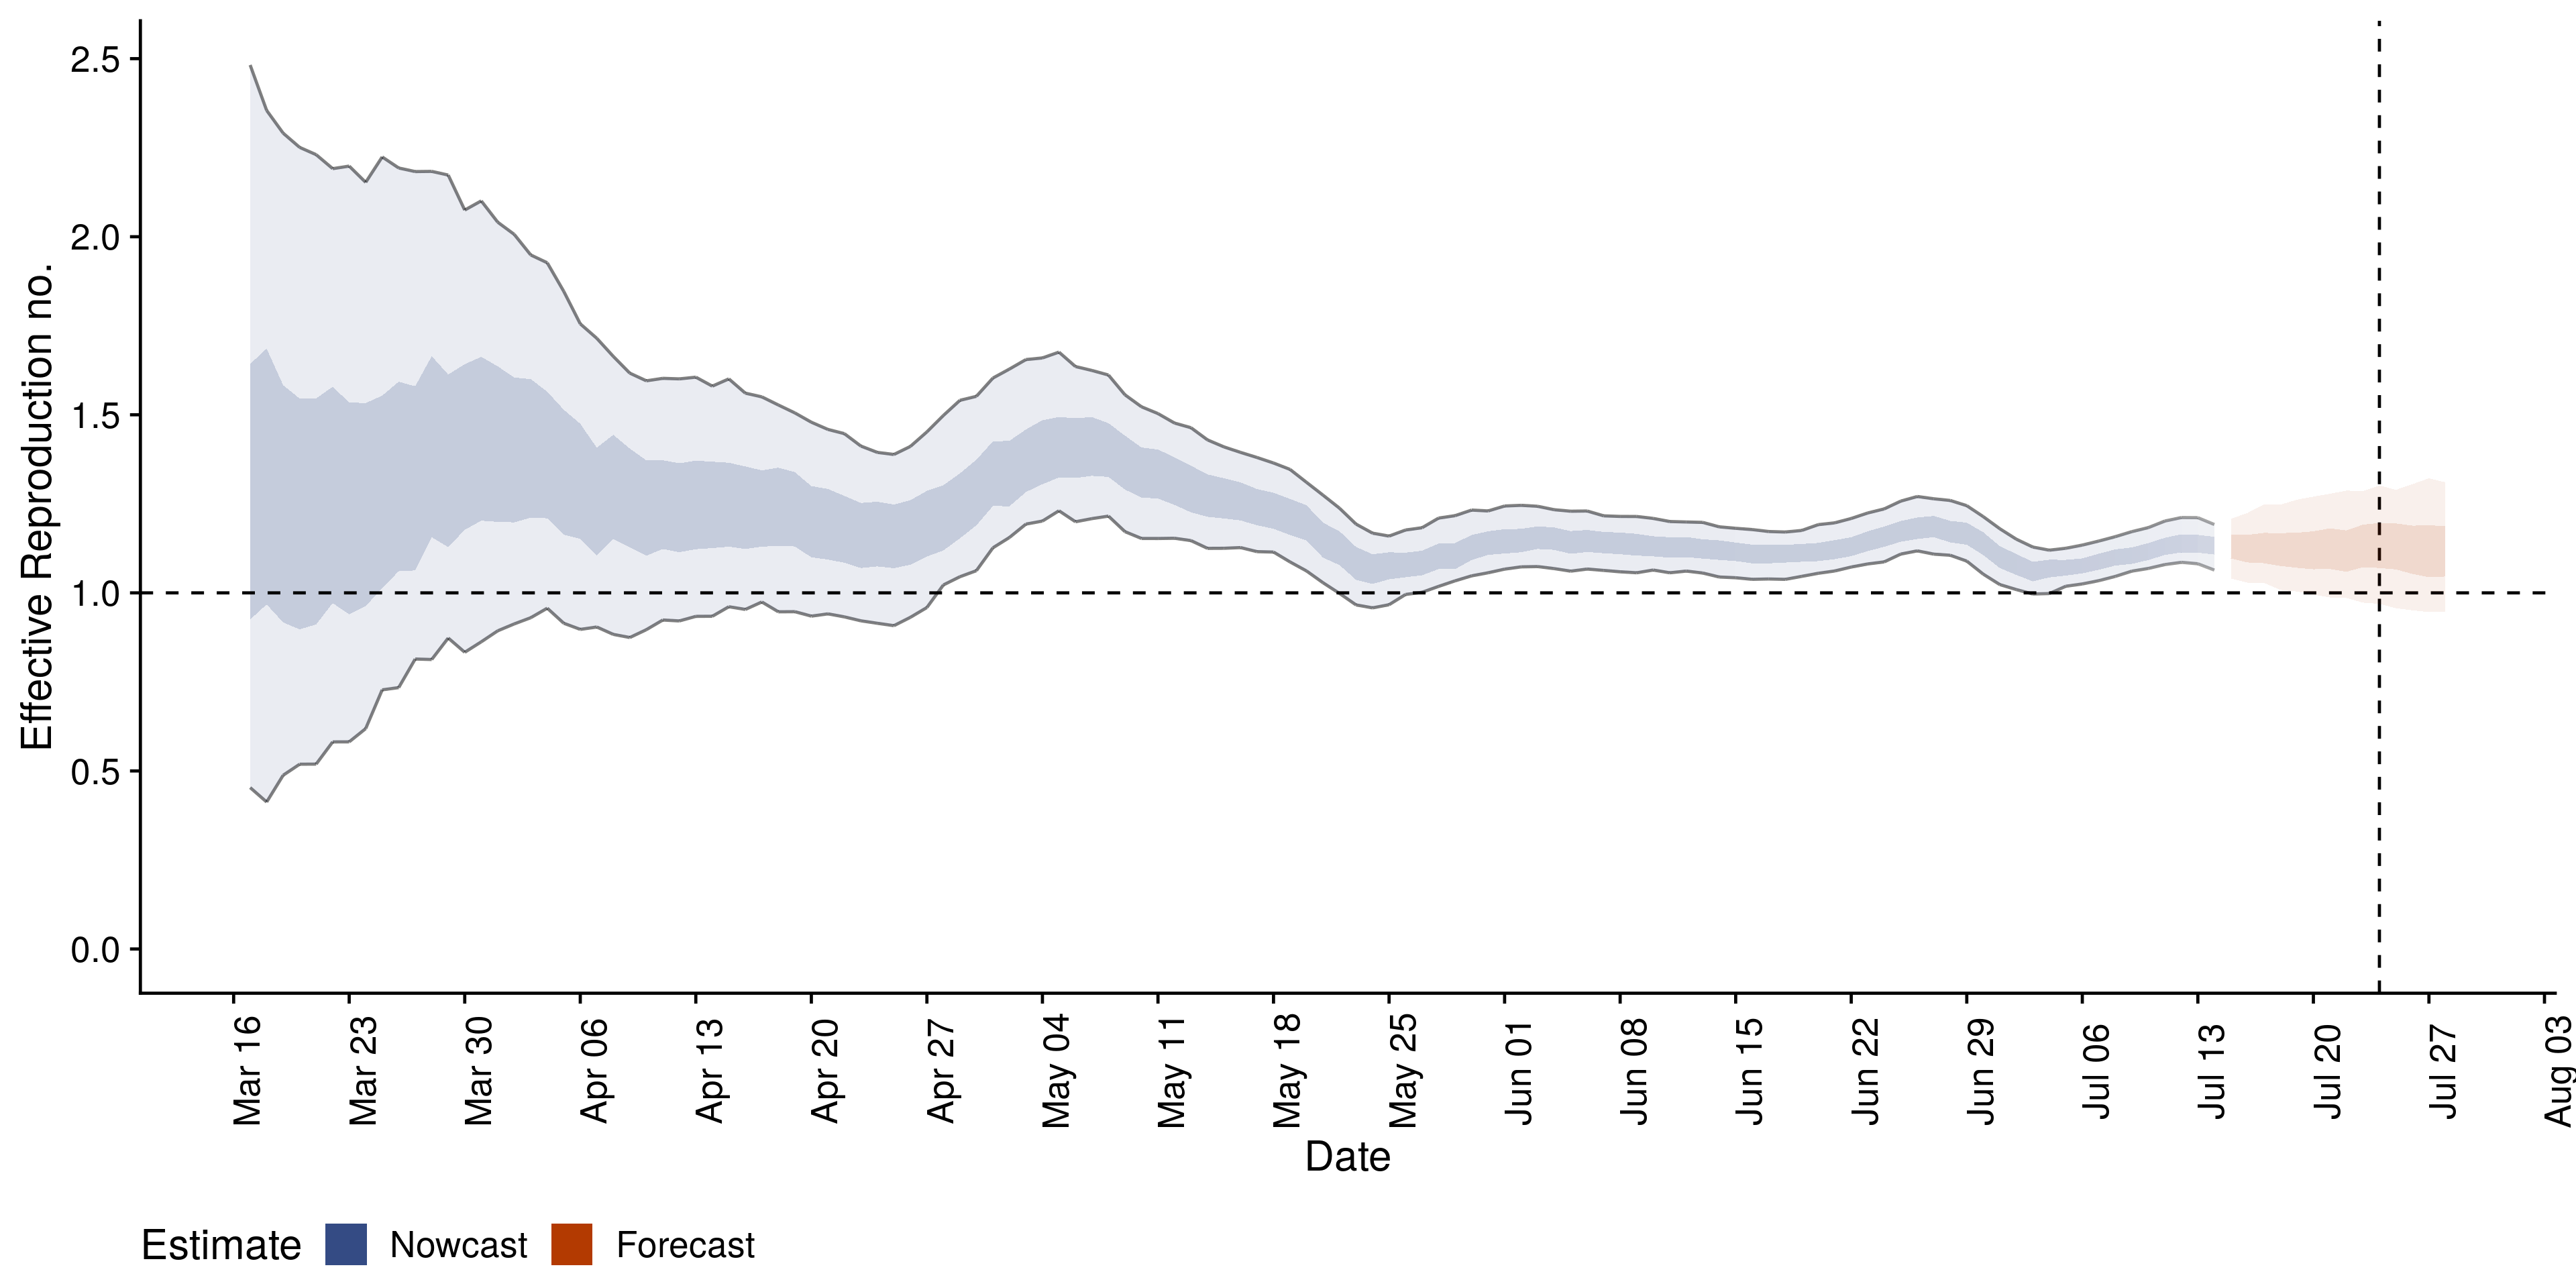 Effective Reproduction no.
2.5
2.0
1.5
1.0
0.5
0.0
Mar 16
Mar 23
Mar 30
Apr 06
Apr 13
Apr 20
Apr 27
May 04
May 11
May 18
May 25
Jun 01
Jun 08
Jun 15
Jun 22
Jun 29
Jul 06
Jul 13
Jul 20
Jul 27
Aug 03
Date
Estimate Nowcast Forecast